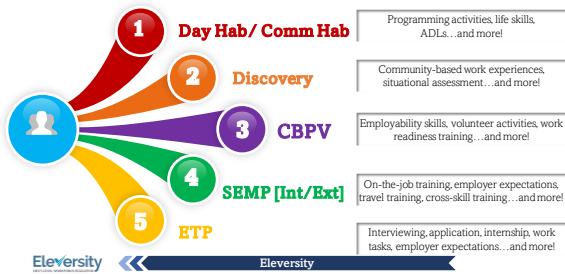 1
Day Hab/ Comm Hab
Programming activities, life skills,
ADLs…and more!
2
Discovery
Community-based work experiences,
situational assessment…and more!
3
CBPV
Employability skills, volunteer activities, work
readiness training…and more!
4
SEMP [Int/Ext]
On-the-job training, employer expectations,
travel training, cross-skill training…and more!
5
ETP
Interviewing, application, internship, work
tasks, employer expectations…and more!
Eleversity
Eleversity